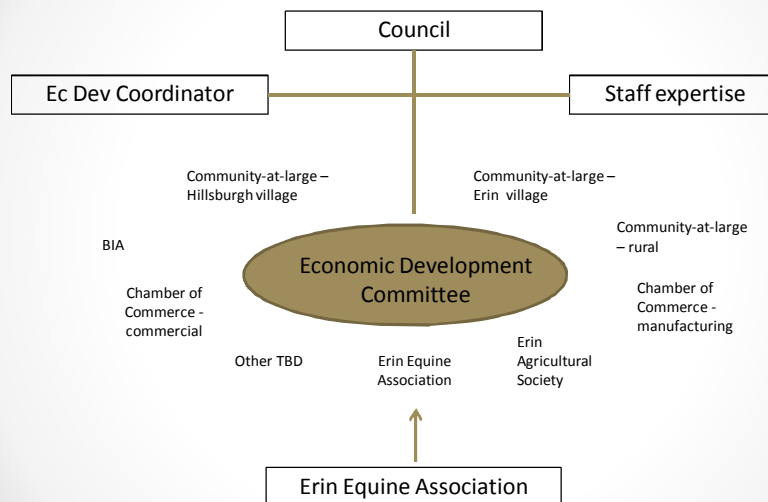 Council
Ec Dev Coordinator
Staff expertise
Community-at-large –
Hillsburgh village
Community-at-large –
Erin village
Community-at-large
– rural
BIA
Economic Development
Committee
Chamber of
Commerce -
commercial
Chamber of
Commerce -
manufacturing
Other TBD
Erin Equine
Association
Erin
Agricultural
Society
Erin Equine Association